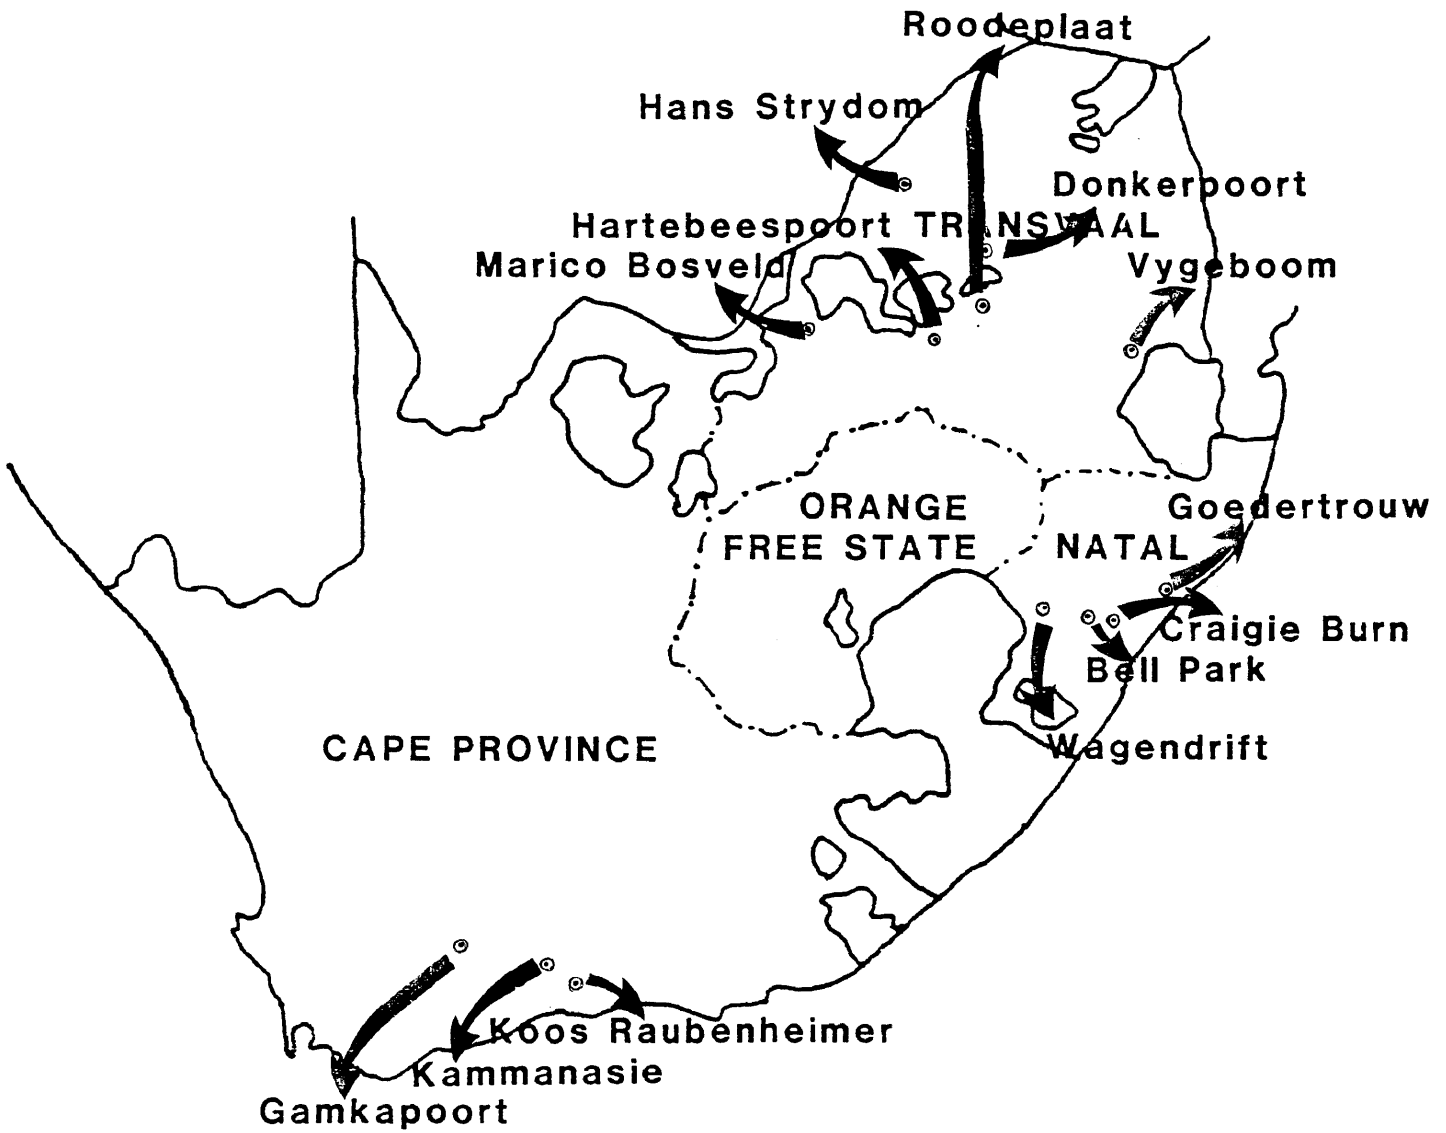 Roodeplaat
Hans Strydom
Donkerpoort
Hartebeespoort TRANSVAAL
Marico Bosveld
Vygeboom
ORANGE
FREE STATE
Goedertrouw
NATAL
Craigie Burn
Bell Park
Wagendrift
CAPE PROVINCE
Koos Raubenheimer
Kammanasie
Gamkapoort